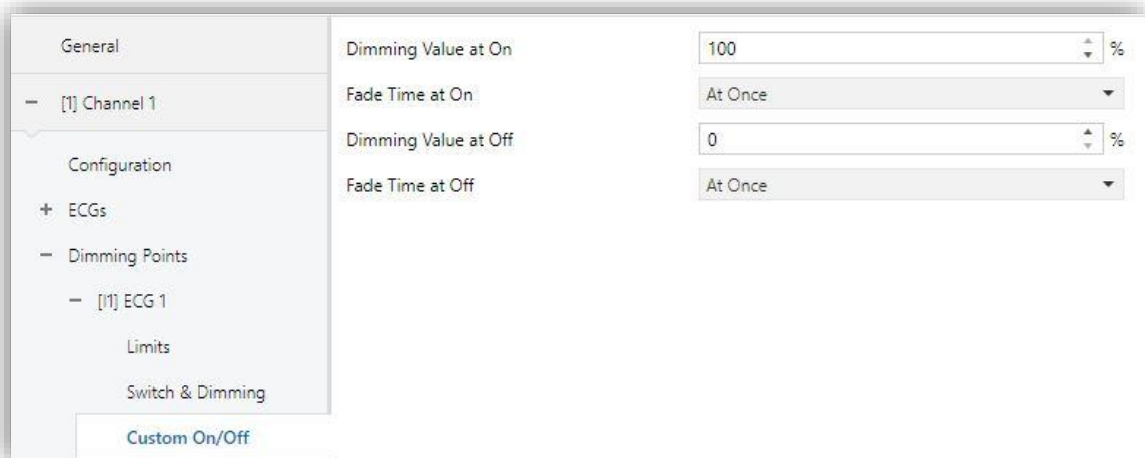 General
[1] Channel 1
Configuration
ECGs
Dimming Points
[I1] ECG 1
Limits
Switch & Dimming
Custom On/Off
Dimming Value at On 100 %
Fade Time at On At Once
Dimming Value at Off 0 %
Fade Time at Off At Once